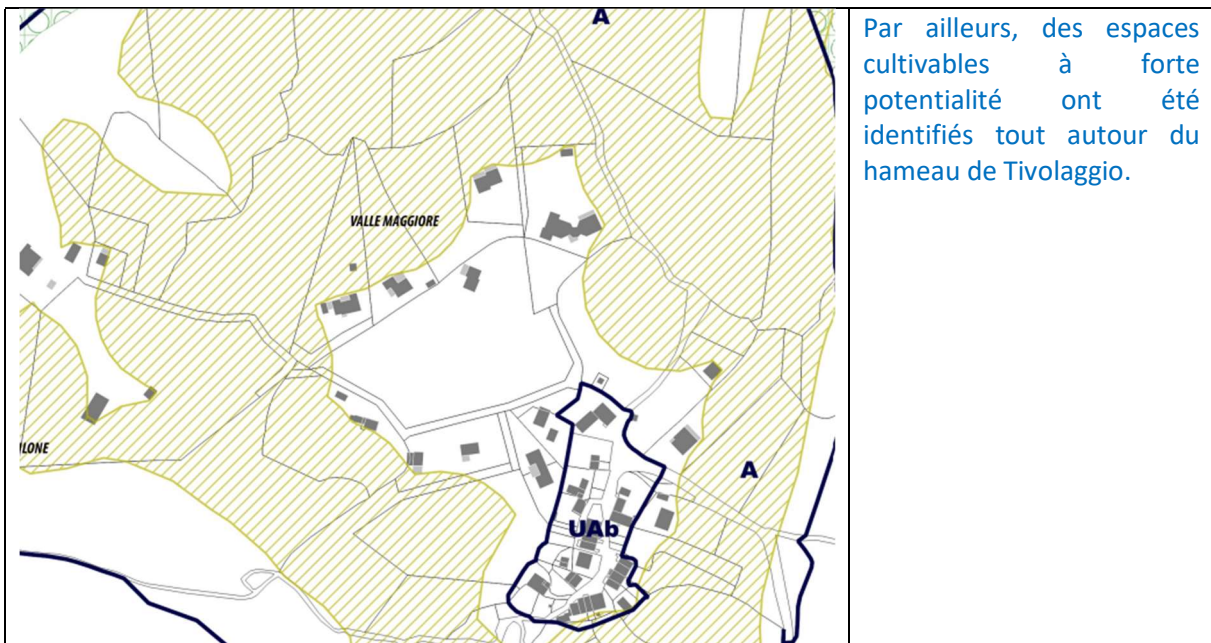 A
VALLE MAGGIORE
ILONE
A
UAb
Par ailleurs, des espaces
cultivables à forte
potentialité ont été
identifiés tout autour du
hameau de Tivolaggio.